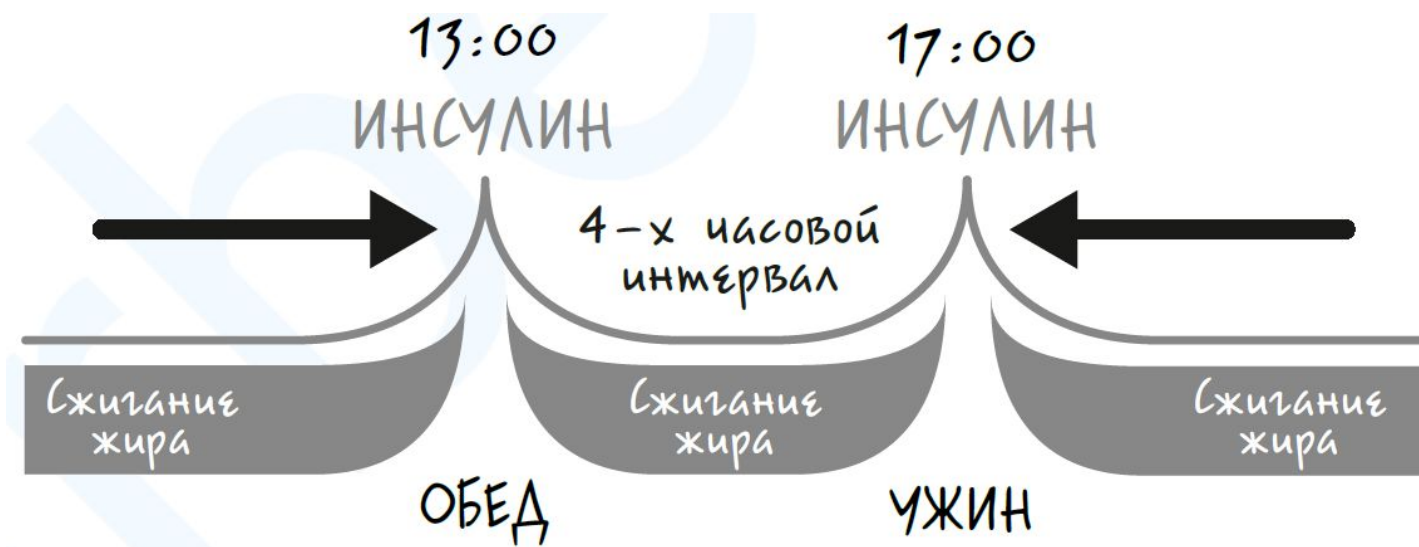 13:00
17:00
ИНСУЛИН
ИНСУЛИН
4-х часовой
интервал
Сжигание
жира
Сжигание
жира
Сжигание
жира
ОБЕД
УЖИН